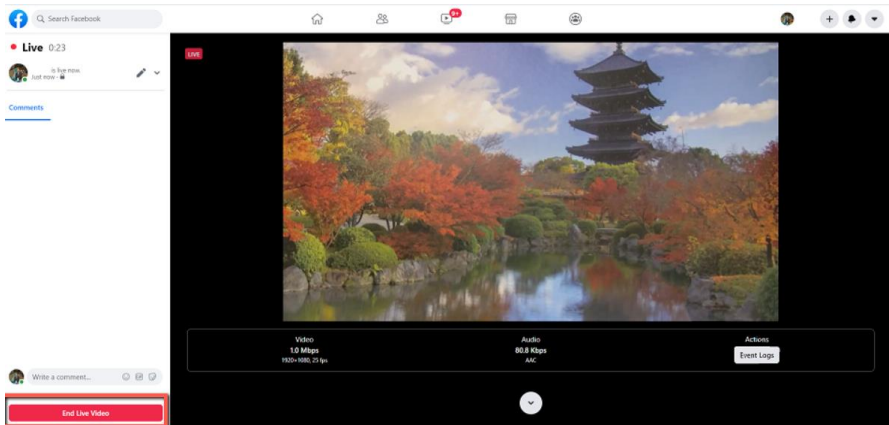 Search Facebook
9+
Live 0:23
is live now.
Just now ·
Comments
LIVE
Video
1.0 Mbps
1920×1080, 25 fps
Audio
80.8 Kbps
AAC
Actions
Event Logs
Write a comment...
End Live Video